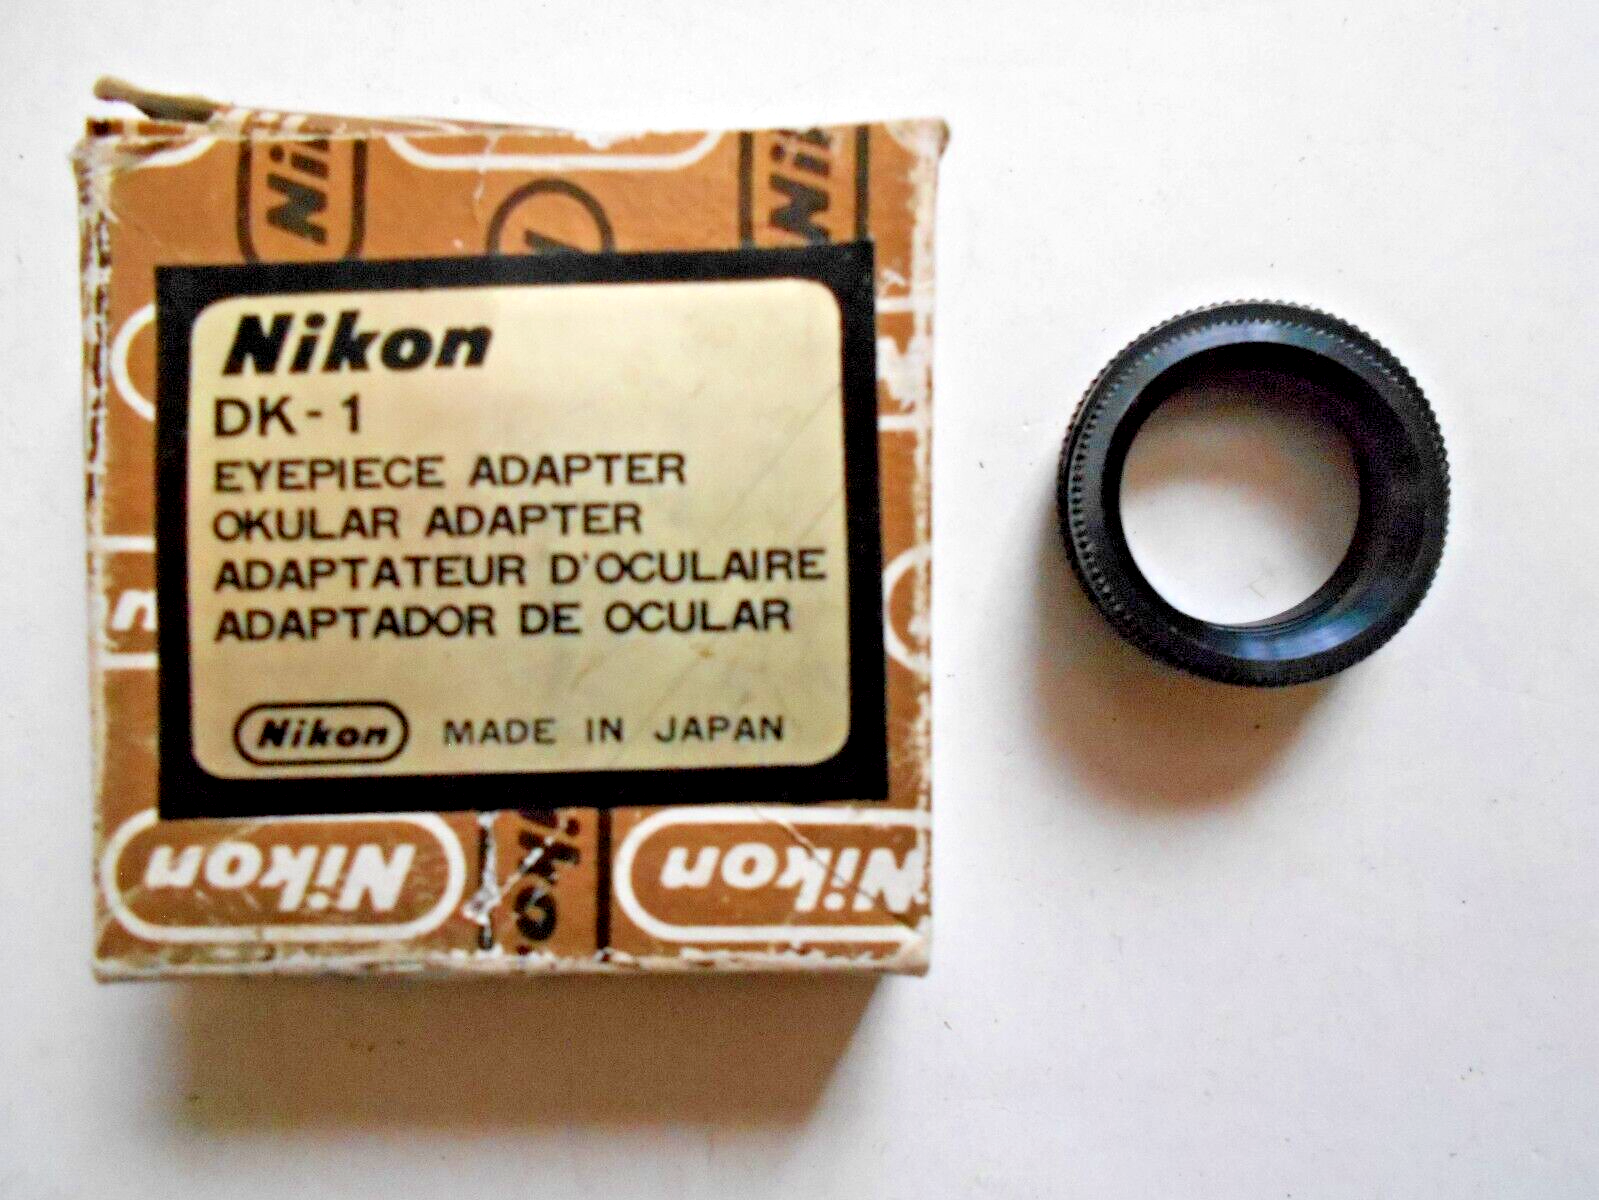 Nikon
DK-1
EYEPIECE ADAPTER
OKULAR ADAPTER
ADAPTATEUR D'OCULAIRE
ADAPTADOR DE OCULAR
Nikon MADE IN JAPAN
Nikon
Nikon